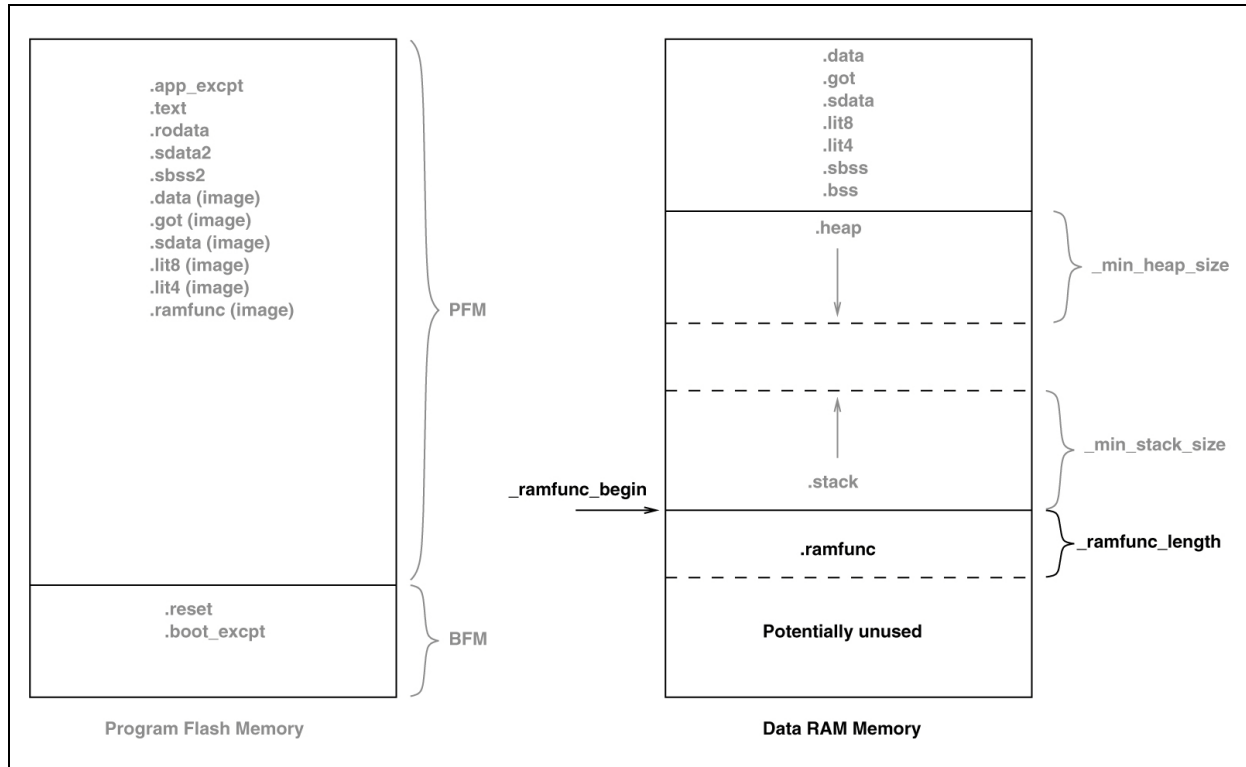 .app_excpt
.text
.rodata
.sdata2
.sbss2
.data (image)
.got (image)
.sdata (image)
.lit8 (image)
.lit4 (image)
.ramfunc (image)
PFM
.reset
.boot_excpt
BFM
Program Flash Memory
.data
.got
.sdata
.lit8
.lit4
.sbss
.bss
.heap
_min_heap_size
_min_stack_size
.stack
_ramfunc_begin
.ramfunc
_ramfunc_length
Potentially unused
Data RAM Memory